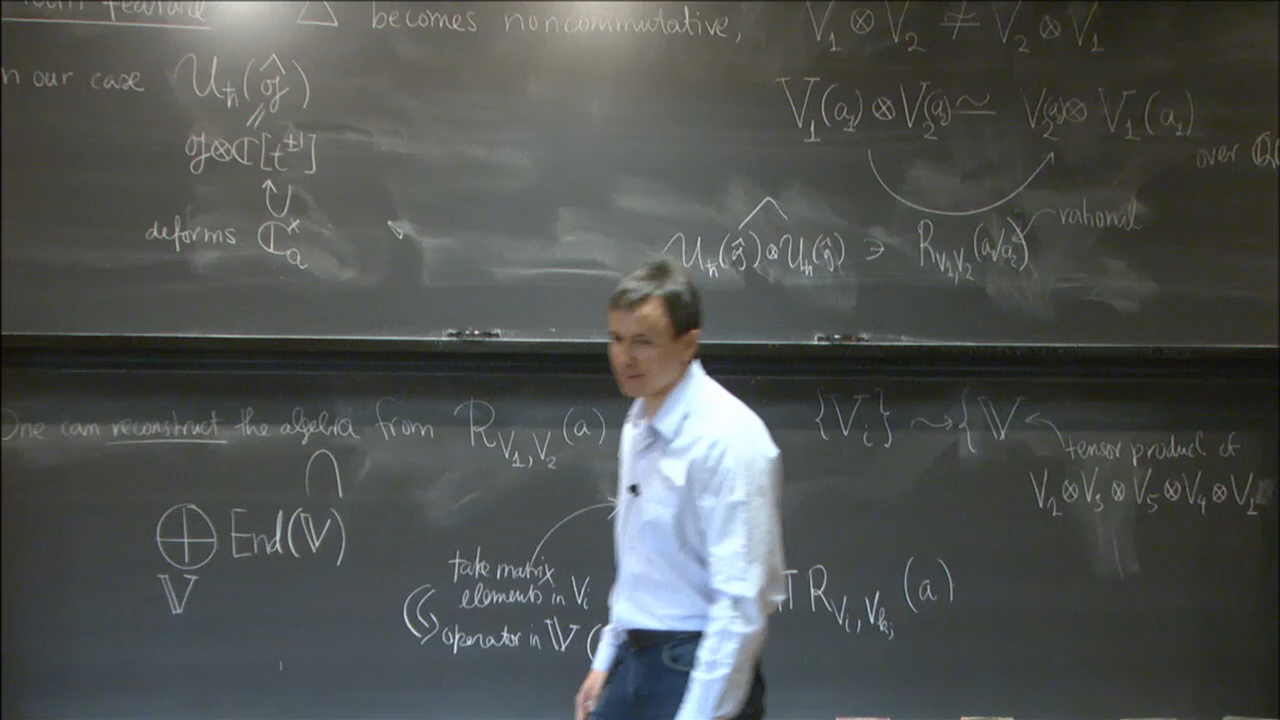 feature Δ becomes noncommutative, V₁ ⊗ V₂ ≠ V₂ ⊗ V₁
n our case U_ħ(ĝ)
V₁(a₁) ⊗ V₂(a₂) ≃ V₂(a₂) ⊗ V₁(a₁)
𝔤⊗ℂ[t^{±1}]
over Q(
deforms ℂ^×_a
rational
U_ħ(ĝ) ⊗ U_ħ(ĝ) ∋ R_{V₁,V₂}(a₁/a₂)
One can reconstruct the algebra from R_{V₁,V₂}(a)
{V_i} ⇝ {𝕍
tensor product of
V₁⊗V₃⊗V₅⊗V₄⊗V₁
⊕ End(𝕍)
𝕍
take matrix
elements in V_i
operator in 𝕍 (
R_{V_i,V_{k_j}}(a)